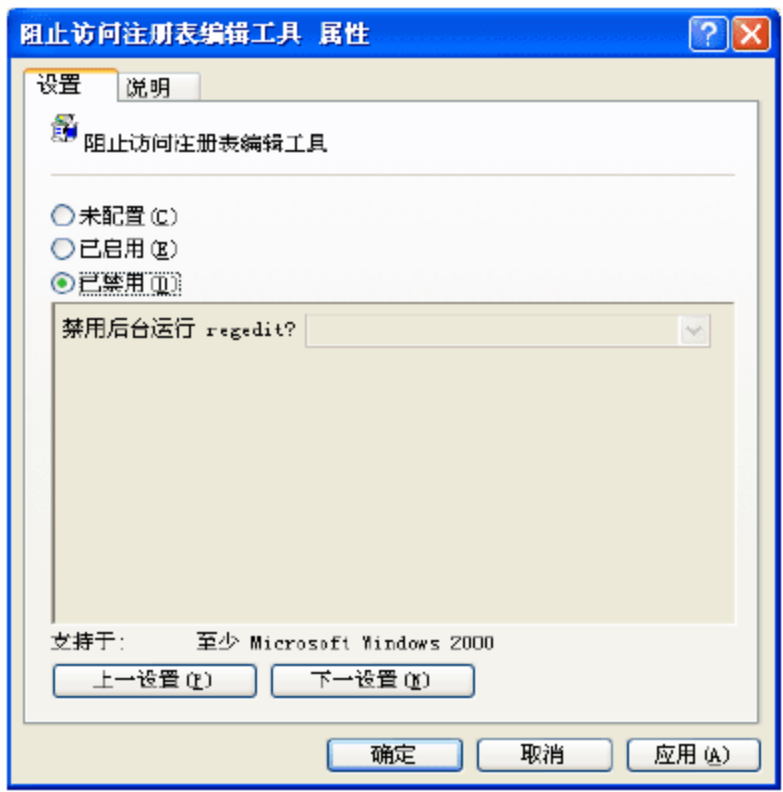 阻止访问注册表编辑工具 属性
设置 说明
阻止访问注册表编辑工具
未配置(C)
已启用(E)
已禁用(D)
禁用后台运行 regedit?
支持于: 至少 Microsoft Windows 2000
上一设置(P) 下一设置(N)
确定 取消 应用(A)